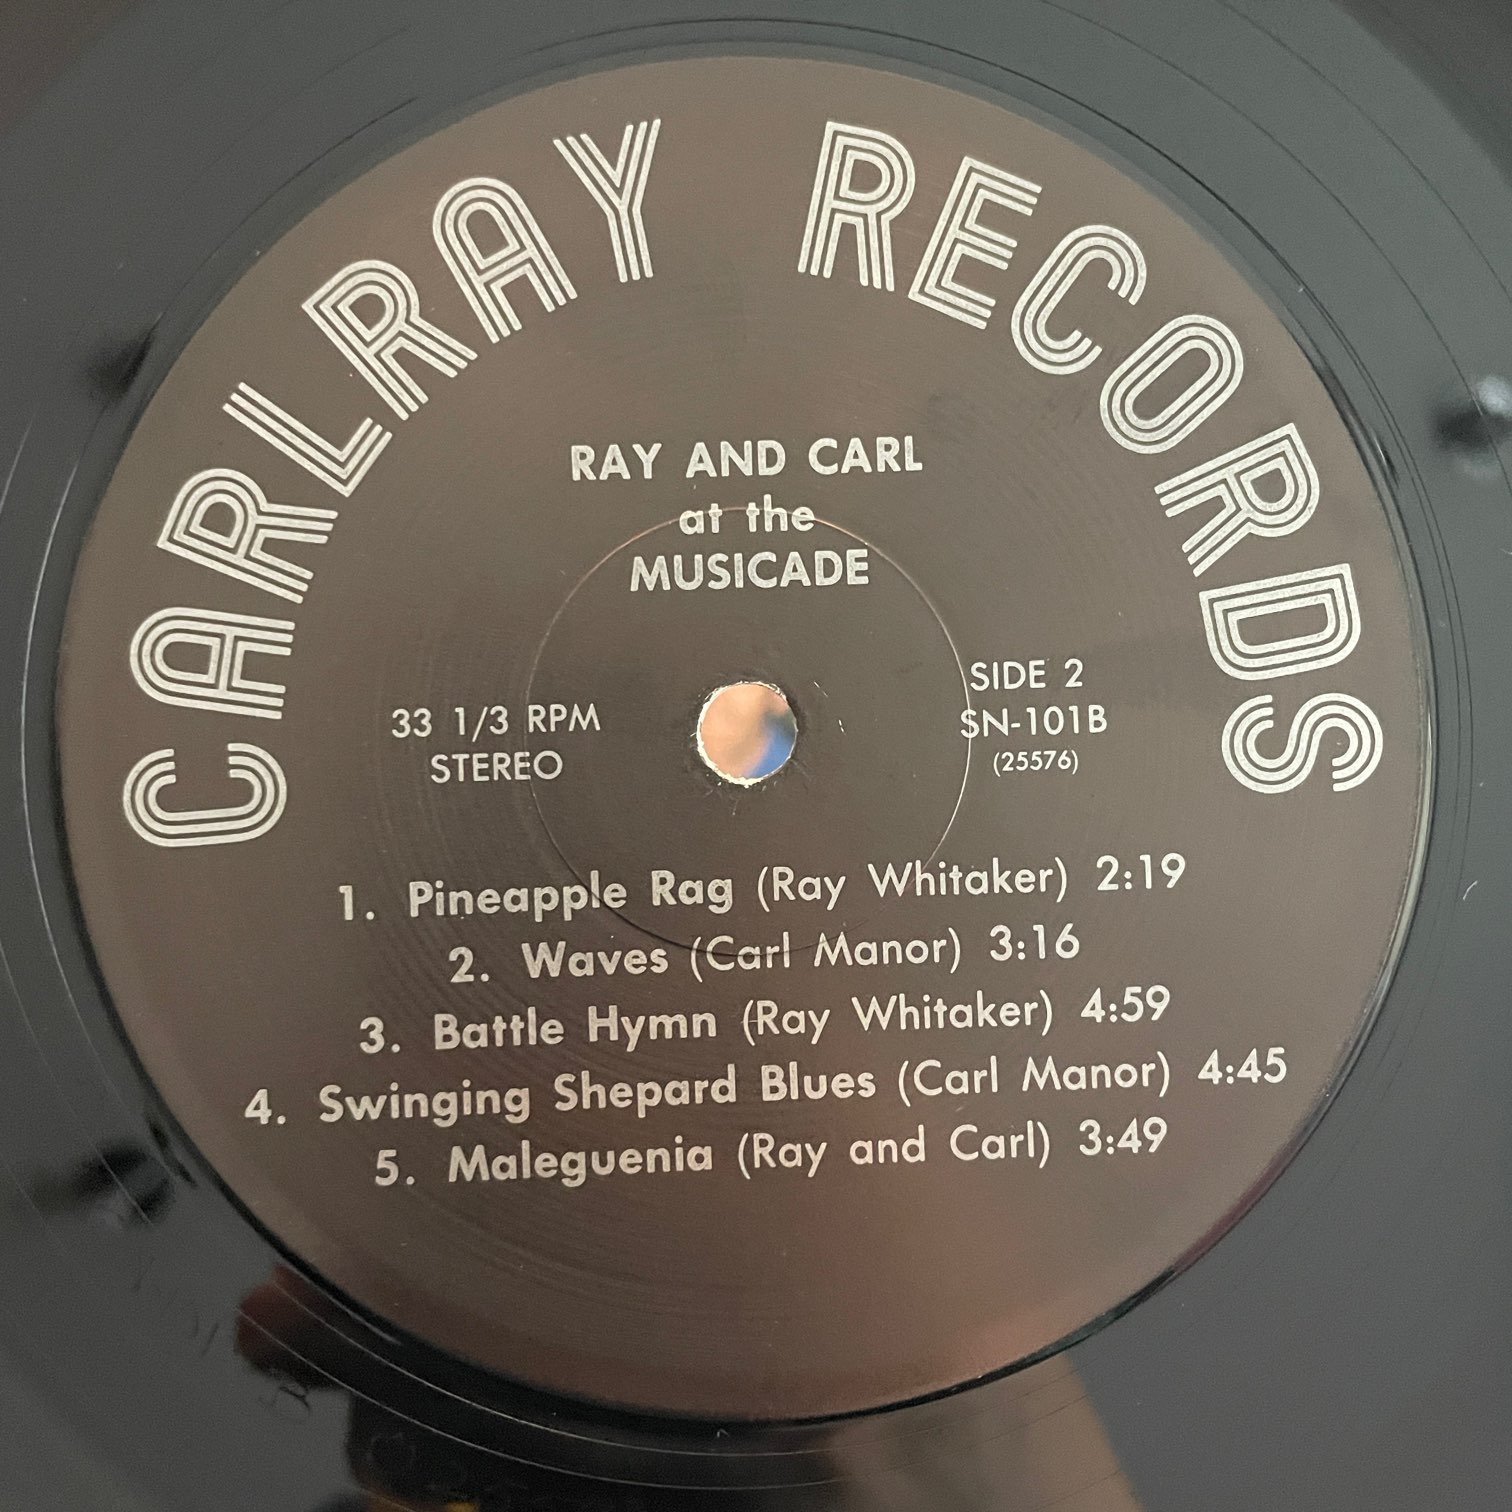 CARLRAY RECORDS
RAY AND CARL
at the
MUSICADE
33 1/3 RPM
STEREO
SIDE 2
SN-101B
(25576)
1. Pineapple Rag (Ray Whitaker) 2:19
2. Waves (Carl Manor) 3:16
3. Battle Hymn (Ray Whitaker) 4:59
4. Swinging Shepard Blues (Carl Manor) 4:45
5. Maleguenia (Ray and Carl) 3:49